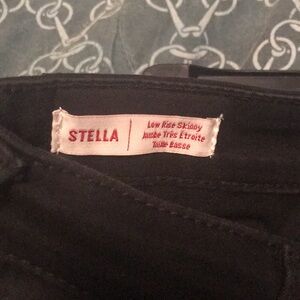 STELLA
Low Rise Skinny
Jambe Très Étroite
Taille Basse